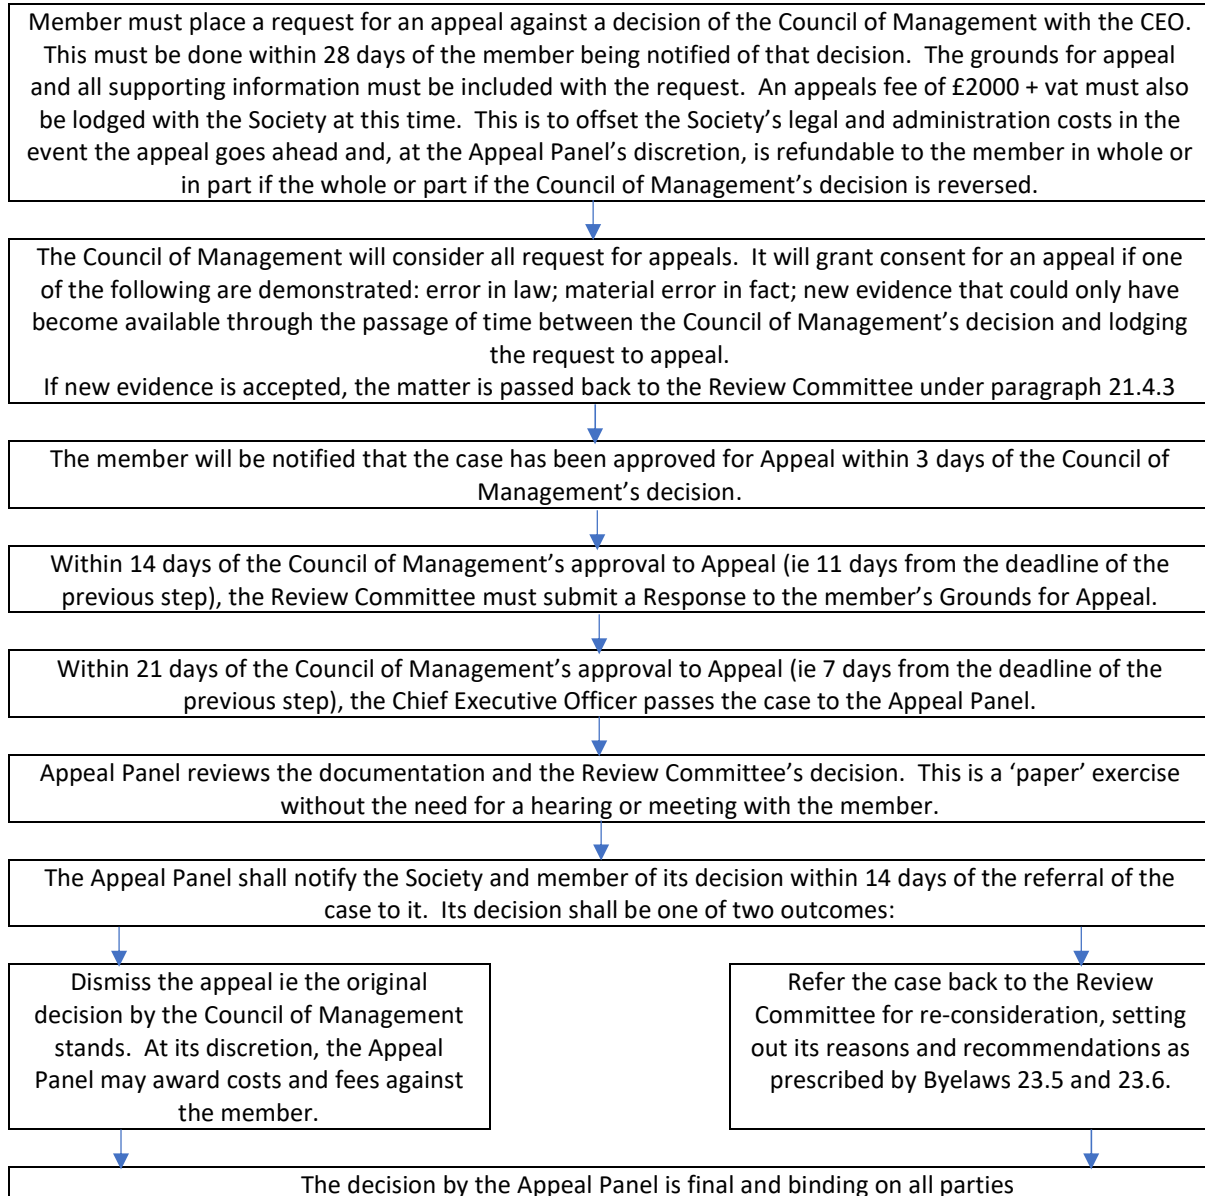 Member must place a request for an appeal against a decision of the Council of Management with the CEO.
This must be done within 28 days of the member being notified of that decision.  The grounds for appeal
and all supporting information must be included with the request.  An appeals fee of £2000 + vat must also
be lodged with the Society at this time.  This is to offset the Society’s legal and administration costs in the
event the appeal goes ahead and, at the Appeal Panel’s discretion, is refundable to the member in whole or
in part if the whole or part if the Council of Management’s decision is reversed.
The Council of Management will consider all request for appeals.  It will grant consent for an appeal if one
of the following are demonstrated: error in law; material error in fact; new evidence that could only have
become available through the passage of time between the Council of Management’s decision and lodging
the request to appeal.
If new evidence is accepted, the matter is passed back to the Review Committee under paragraph 21.4.3
The member will be notified that the case has been approved for Appeal within 3 days of the Council of
Management’s decision.
Within 14 days of the Council of Management’s approval to Appeal (ie 11 days from the deadline of the
previous step), the Review Committee must submit a Response to the member’s Grounds for Appeal.
Within 21 days of the Council of Management’s approval to Appeal (ie 7 days from the deadline of the
previous step), the Chief Executive Officer passes the case to the Appeal Panel.
Appeal Panel reviews the documentation and the Review Committee’s decision.  This is a ‘paper’ exercise
without the need for a hearing or meeting with the member.
The Appeal Panel shall notify the Society and member of its decision within 14 days of the referral of the
case to it.  Its decision shall be one of two outcomes:
Dismiss the appeal ie the original
decision by the Council of Management
stands.  At its discretion, the Appeal
Panel may award costs and fees against
the member.
Refer the case back to the Review
Committee for re-consideration, setting
out its reasons and recommendations as
prescribed by Byelaws 23.5 and 23.6.
The decision by the Appeal Panel is final and binding on all parties